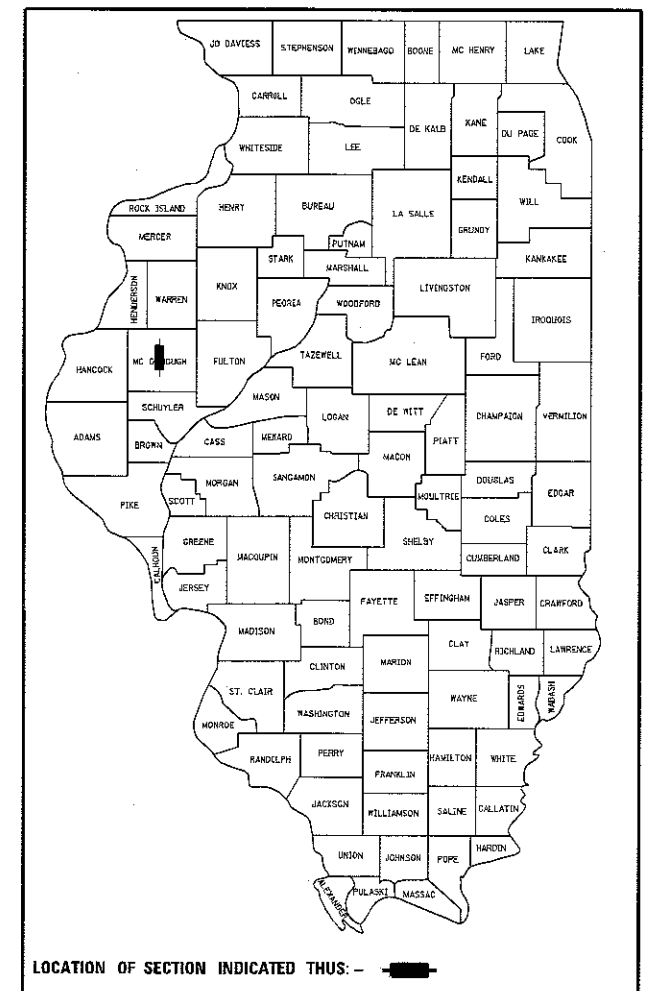 JO DAVIESS STEPHENSON WINNEBAGO BOONE MC HENRY LAKE
CARROLL OGLE DE KALB KANE DU PAGE COOK
WHITESIDE LEE
KENDALL WILL
ROCK ISLAND HENRY BUREAU LA SALLE GRUNDY
MERCER PUTNAM KANKAKEE
STARK MARSHALL
HENDERSON WARREN KNOX PEORIA WOODFORD LIVINGSTON IROQUOIS
HANCOCK FULTON TAZEWELL MC LEAN FORD
SCHUYLER MASON LOGAN DE WITT CHAMPAIGN VERMILION
ADAMS BROWN CASS MENARD MACON PIATT
PIKE SCOTT MORGAN SANGAMON MOULTRIE DOUGLAS EDGAR
CHRISTIAN COLES
CALHOUN GREENE MACOUPIN MONTGOMERY SHELBY CUMBERLAND CLARK
JERSEY FAYETTE EFFINGHAM JASPER CRAWFORD
MADISON BOND
CLINTON MARION CLAY RICHLAND LAWRENCE
ST. CLAIR WAYNE EDWARDS WABASH
MONROE WASHINGTON JEFFERSON
RANDOLPH PERRY HAMILTON WHITE
FRANKLIN
JACKSON WILLIAMSON SALINE GALLATIN
UNION JOHNSON POPE HARDIN
ALEXANDER PULASKI MASSAC
LOCATION OF SECTION INDICATED THUS: –